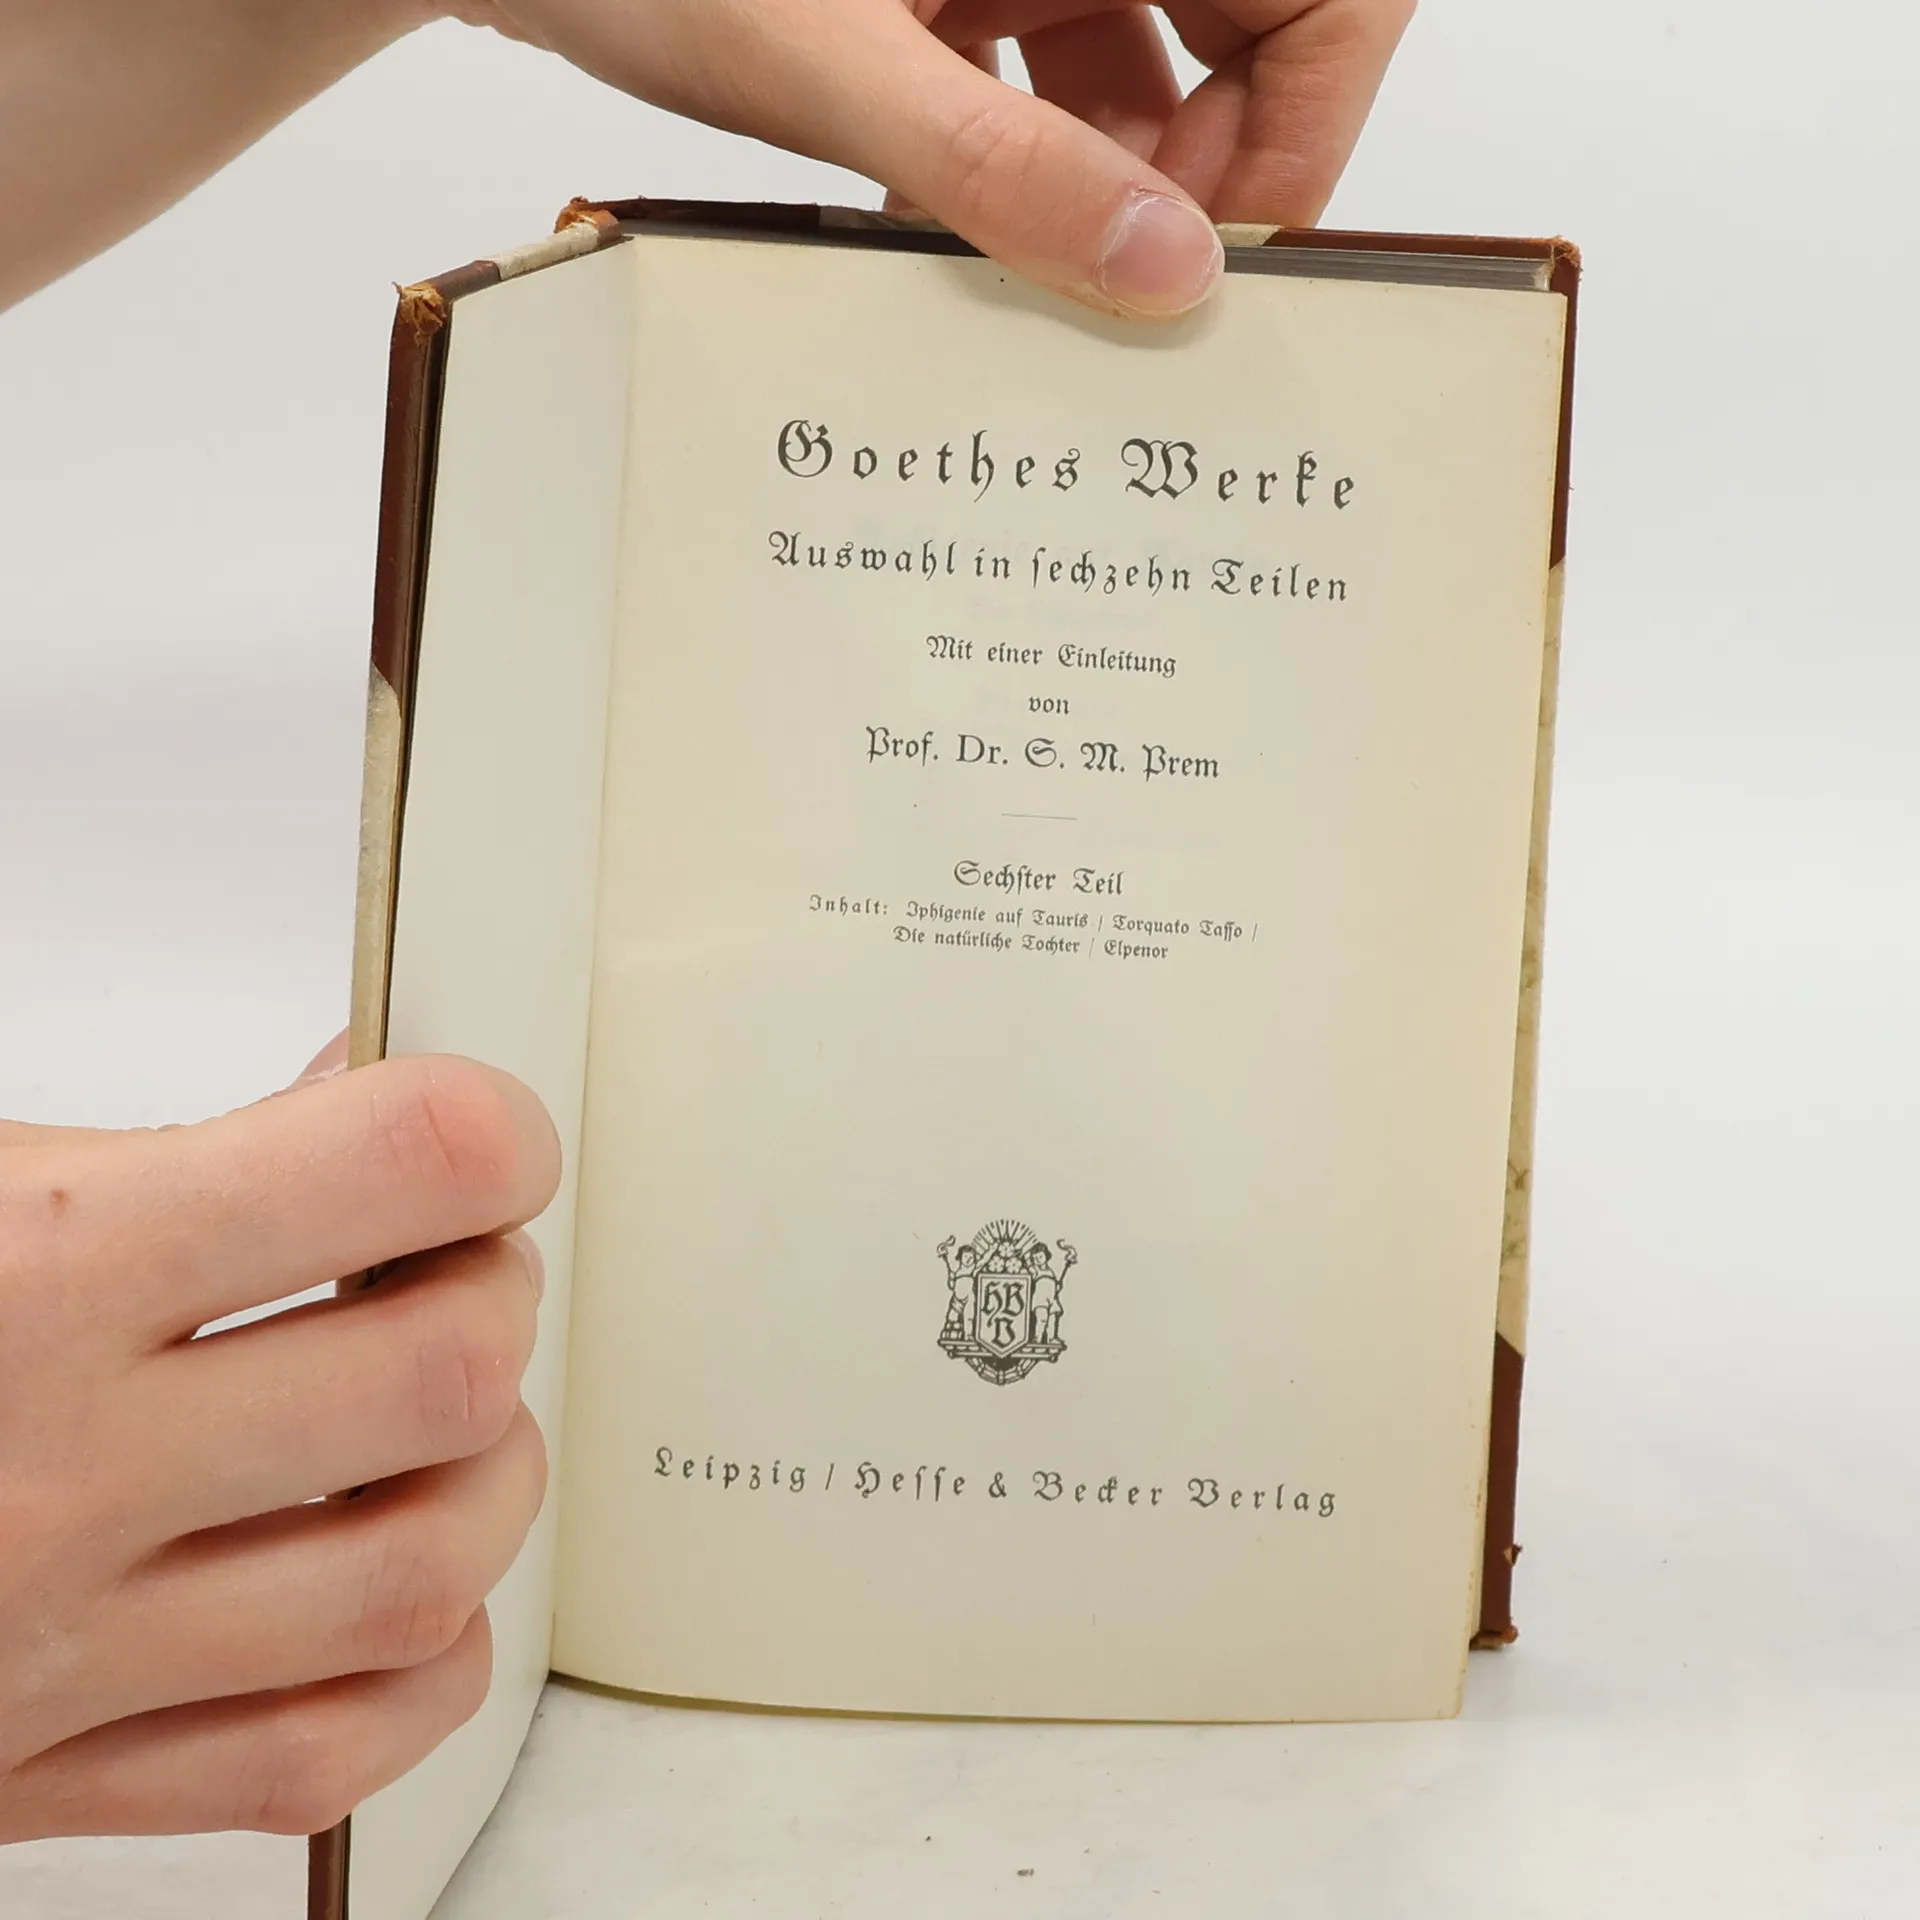 Goethes Werke
Auswahl in ſechzehn Teilen
Mit einer Einleitung
von
Prof. Dr. S. M. Prem
Sechſter Teil
Inhalt: Iphigenie auf Tauris / Torquato Taſſo /
Die natürliche Tochter / Elpenor
HB
V
Leipzig / Heſſe & Becker Verlag